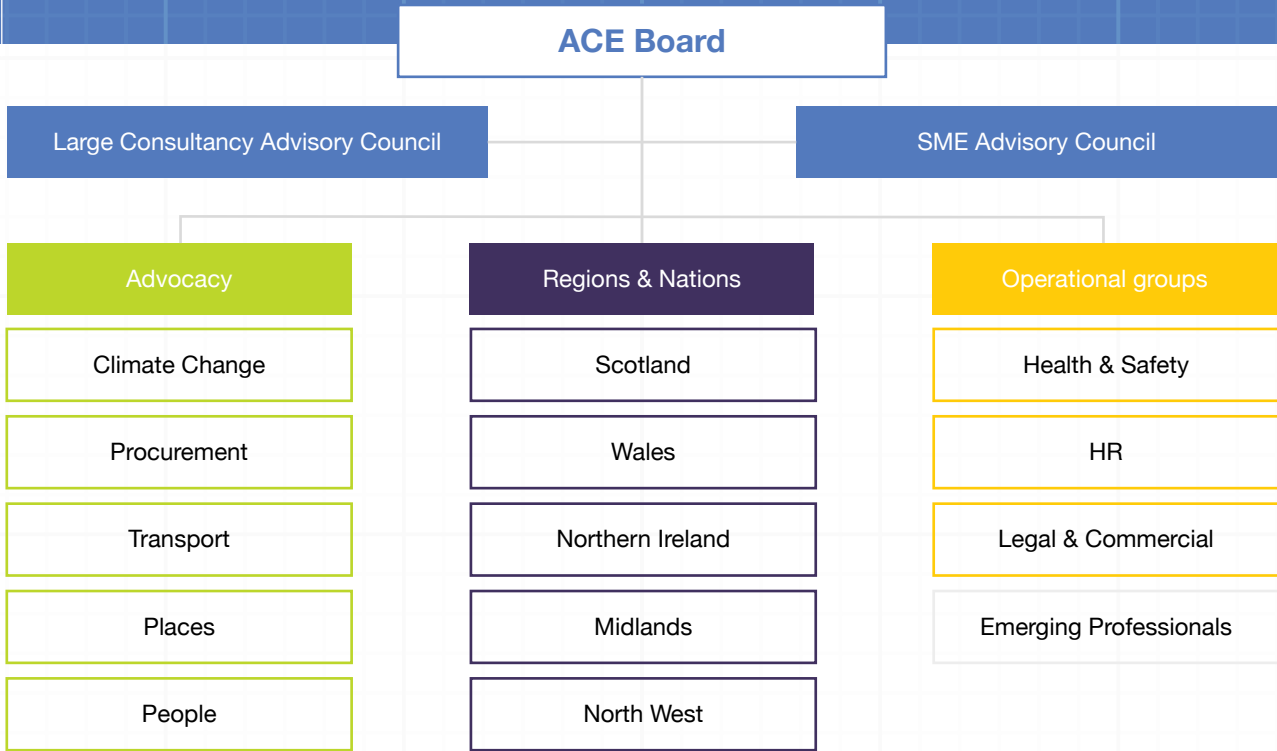 ACE Board
Large Consultancy Advisory Council
SME Advisory Council
Advocacy
Climate Change
Procurement
Transport
Places
People
Regions & Nations
Scotland
Wales
Northern Ireland
Midlands
North West
Operational groups
Health & Safety
HR
Legal & Commercial
Emerging Professionals